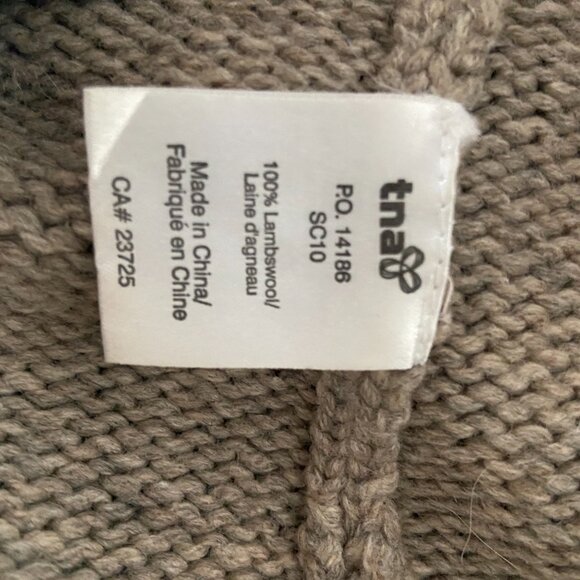 tna
P.O. 14186
SC10
100% Lambswool/
Laine d'agneau
Made in China/
Fabriqué en Chine
CA# 23725